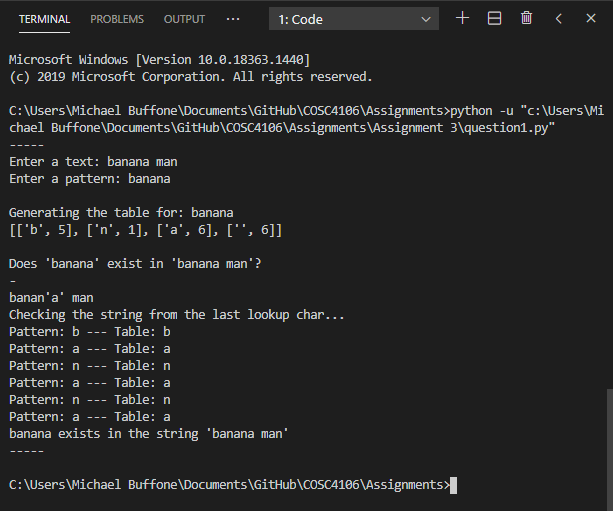 TERMINAL PROBLEMS OUTPUT ··· 1: Code
Microsoft Windows [Version 10.0.18363.1440]
(c) 2019 Microsoft Corporation. All rights reserved.
C:\Users\Michael Buffone\Documents\GitHub\COSC4106\Assignments>python -u "c:\Users\Mi
chael Buffone\Documents\GitHub\COSC4106\Assignments\Assignment 3\question1.py"
-----
Enter a text: banana man
Enter a pattern: banana
Generating the table for: banana
[['b', 5], ['n', 1], ['a', 6], ['', 6]]
Does 'banana' exist in 'banana man'?
-
banan'a' man
Checking the string from the last lookup char...
Pattern: b --- Table: b
Pattern: a --- Table: a
Pattern: n --- Table: n
Pattern: a --- Table: a
Pattern: n --- Table: n
Pattern: a --- Table: a
banana exists in the string 'banana man'
-----
C:\Users\Michael Buffone\Documents\GitHub\COSC4106\Assignments>